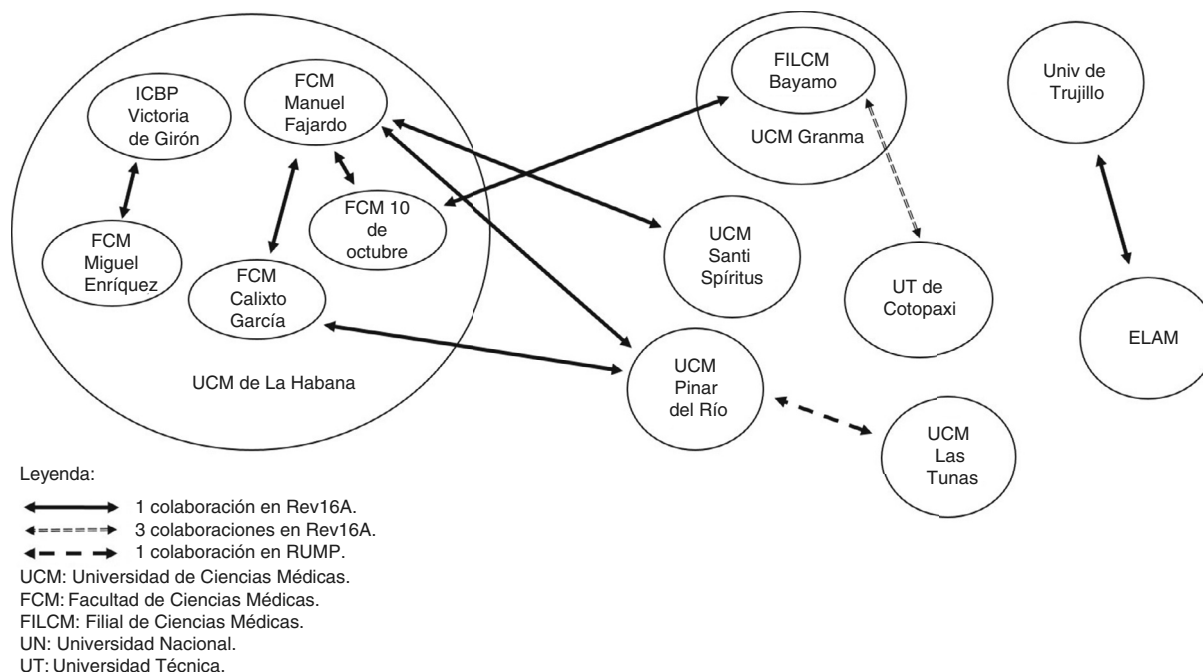 ICBP
Victoria
de Girón
FCM
Manuel
Fajardo
FCM 10
de
octubre
FCM
Miguel
Enríquez
FCM
Calixto
García
UCM de La Habana
FILCM
Bayamo
UCM Granma
Univ de
Trujillo
UCM
Santi
Spíritus
UT de
Cotopaxi
ELAM
UCM
Pinar
del Río
UCM
Las
Tunas
Leyenda:
1 colaboración en Rev16A.
3 colaboraciones en Rev16A.
1 colaboración en RUMP.
UCM: Universidad de Ciencias Médicas.
FCM: Facultad de Ciencias Médicas.
FILCM: Filial de Ciencias Médicas.
UN: Universidad Nacional.
UT: Universidad Técnica.